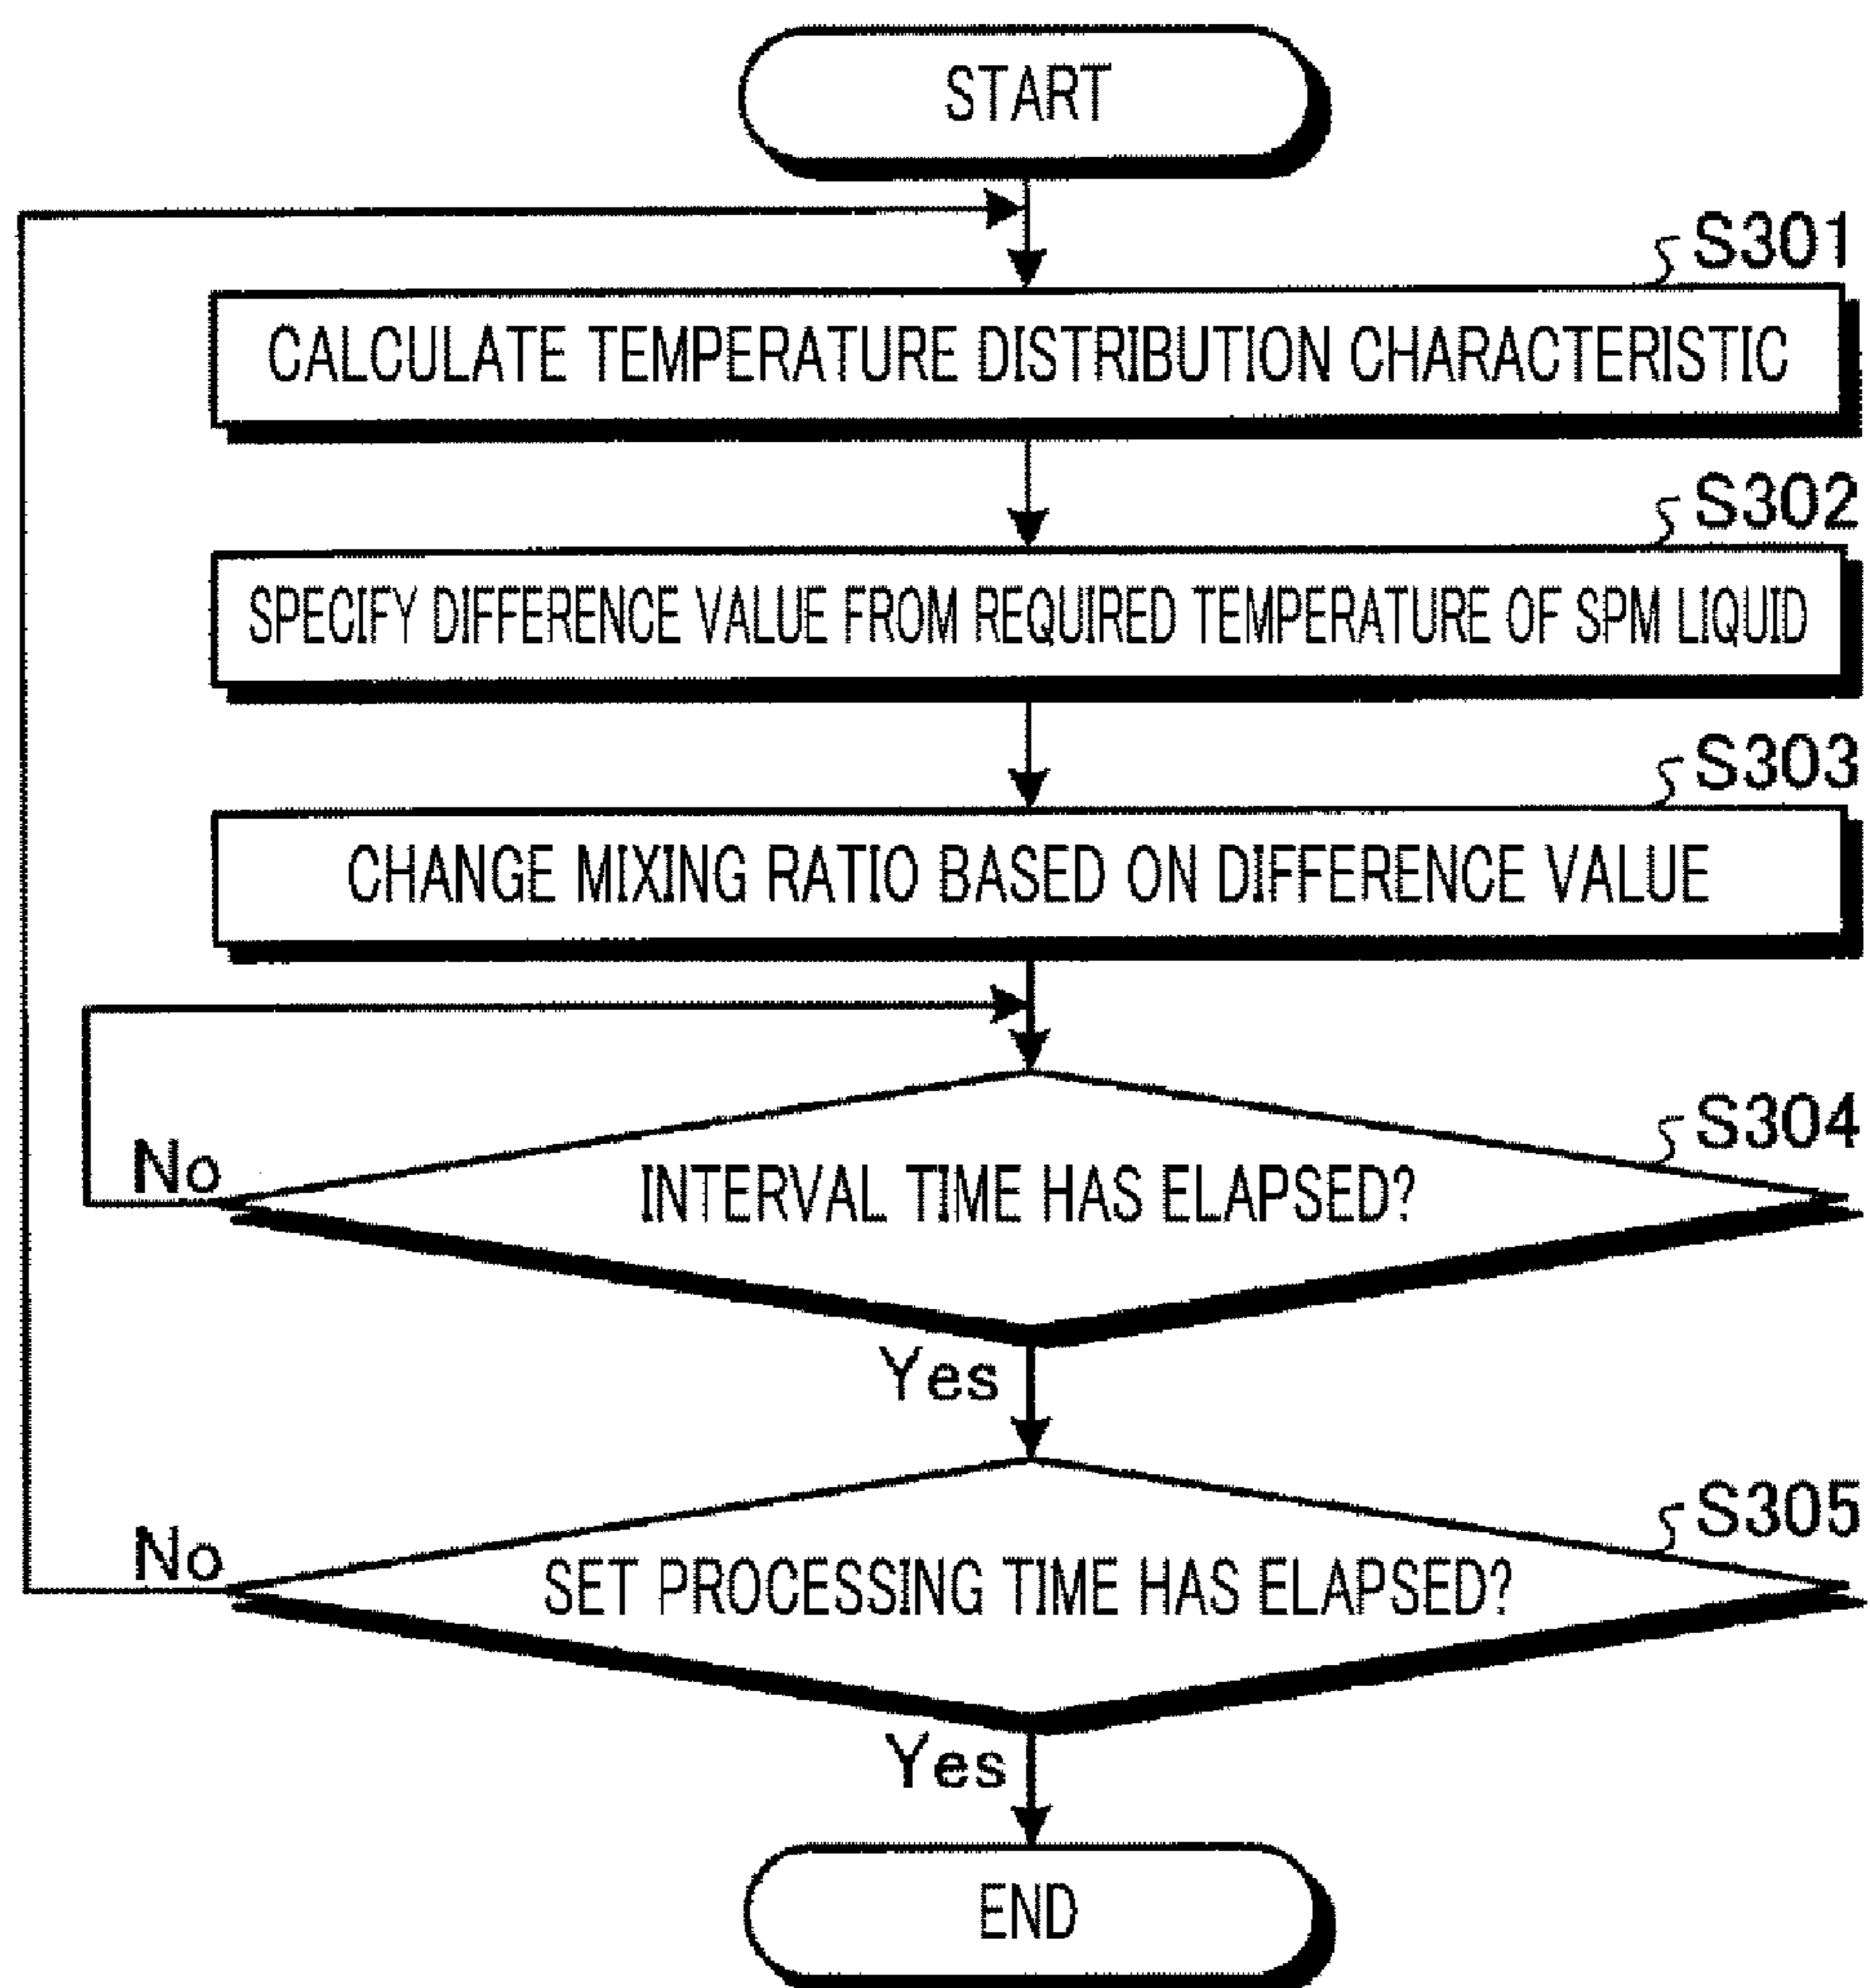 START
S301
CALCULATE TEMPERATURE DISTRIBUTION CHARACTERISTIC
S302
SPECIFY DIFFERENCE VALUE FROM REQUIRED TEMPERATURE OF SPM LIQUID
S303
CHANGE MIXING RATIO BASED ON DIFFERENCE VALUE
S304
No
INTERVAL TIME HAS ELAPSED?
Yes
S305
No
SET PROCESSING TIME HAS ELAPSED?
Yes
END